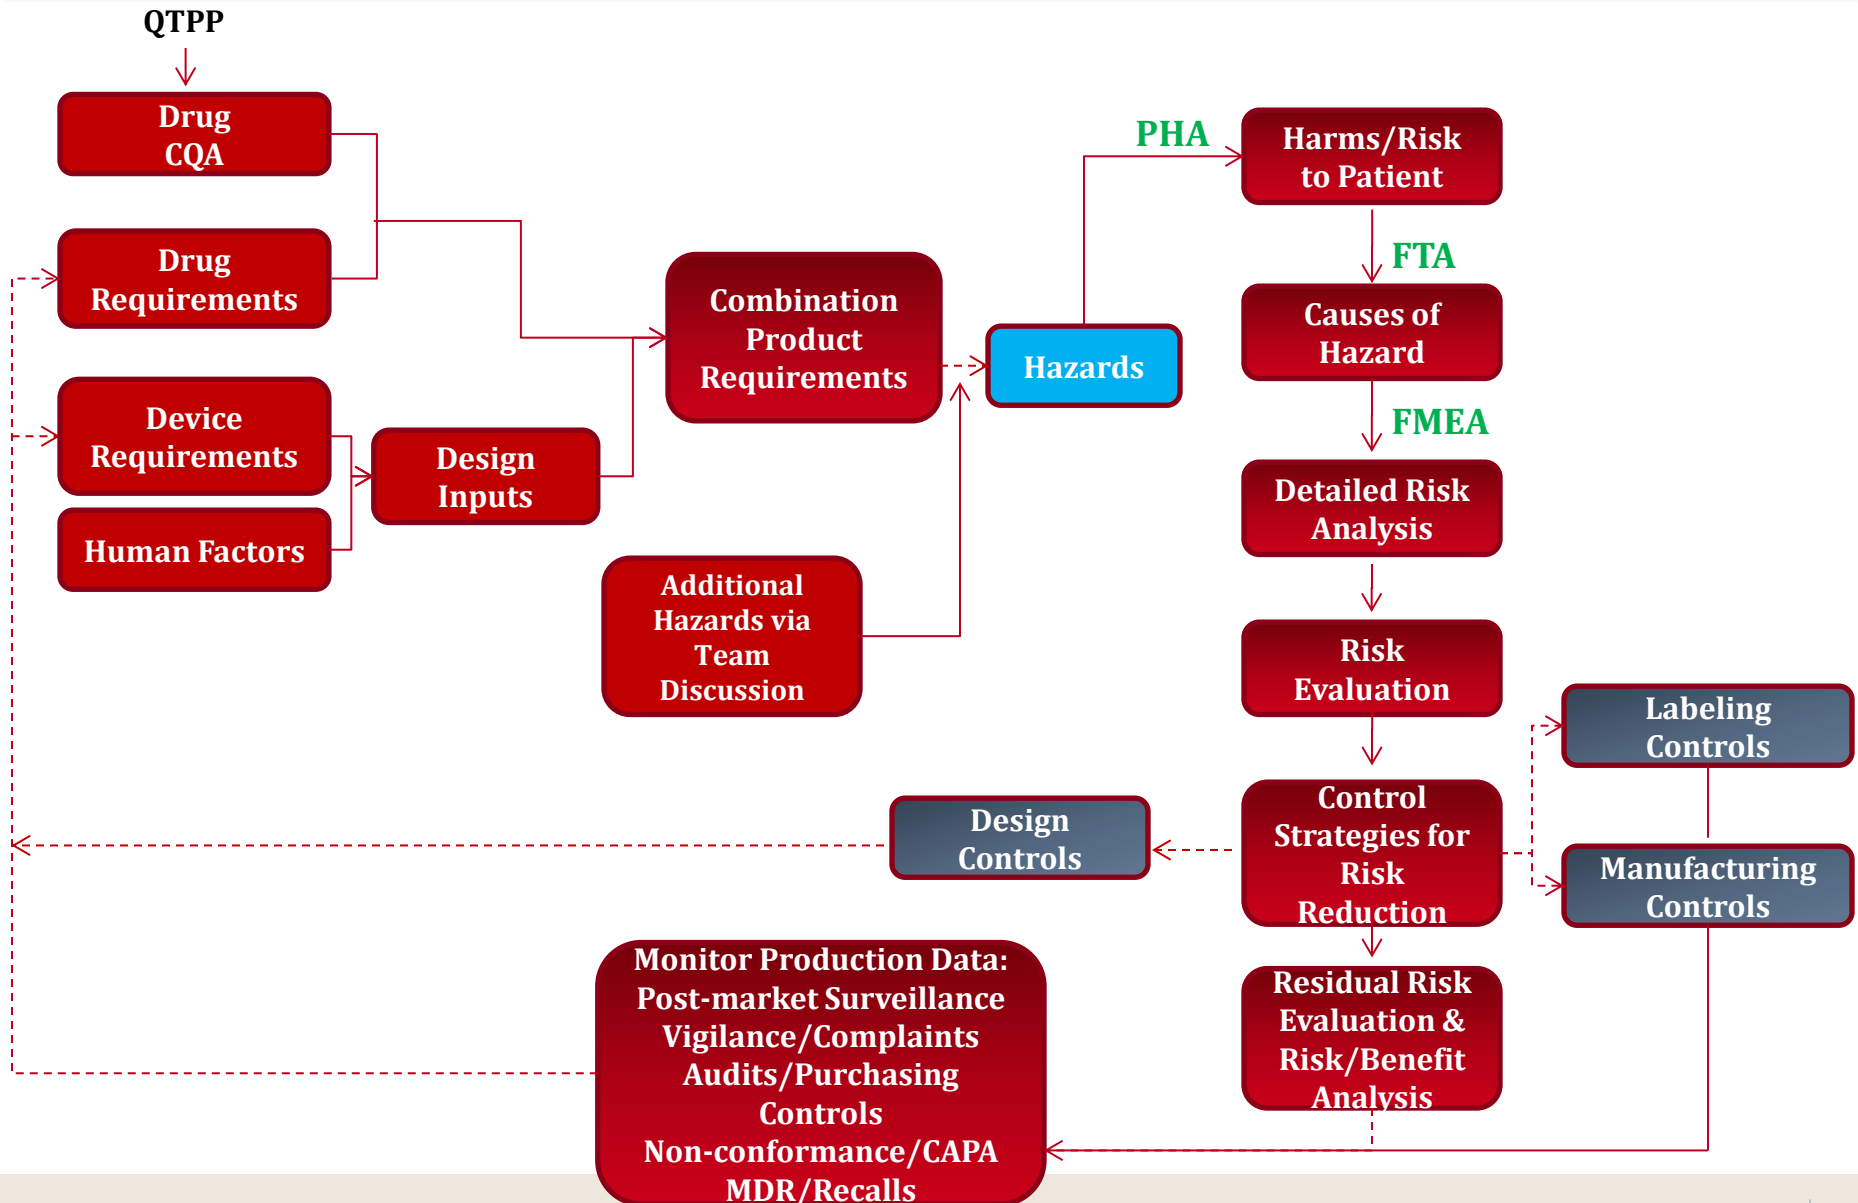 QTPP
Drug
CQA
Drug
Requirements
Device
Requirements
Human Factors
Design
Inputs
Combination
Product
Requirements
Additional
Hazards via
Team
Discussion
Hazards
PHA
Harms/Risk
to Patient
FTA
Causes of
Hazard
FMEA
Detailed Risk
Analysis
Risk
Evaluation
Control
Strategies for
Risk
Reduction
Labeling
Controls
Manufacturing
Controls
Design
Controls
Residual Risk
Evaluation &
Risk/Benefit
Analysis
Monitor Production Data:
Post-market Surveillance
Vigilance/Complaints
Audits/Purchasing
Controls
Non-conformance/CAPA
MDR/Recalls